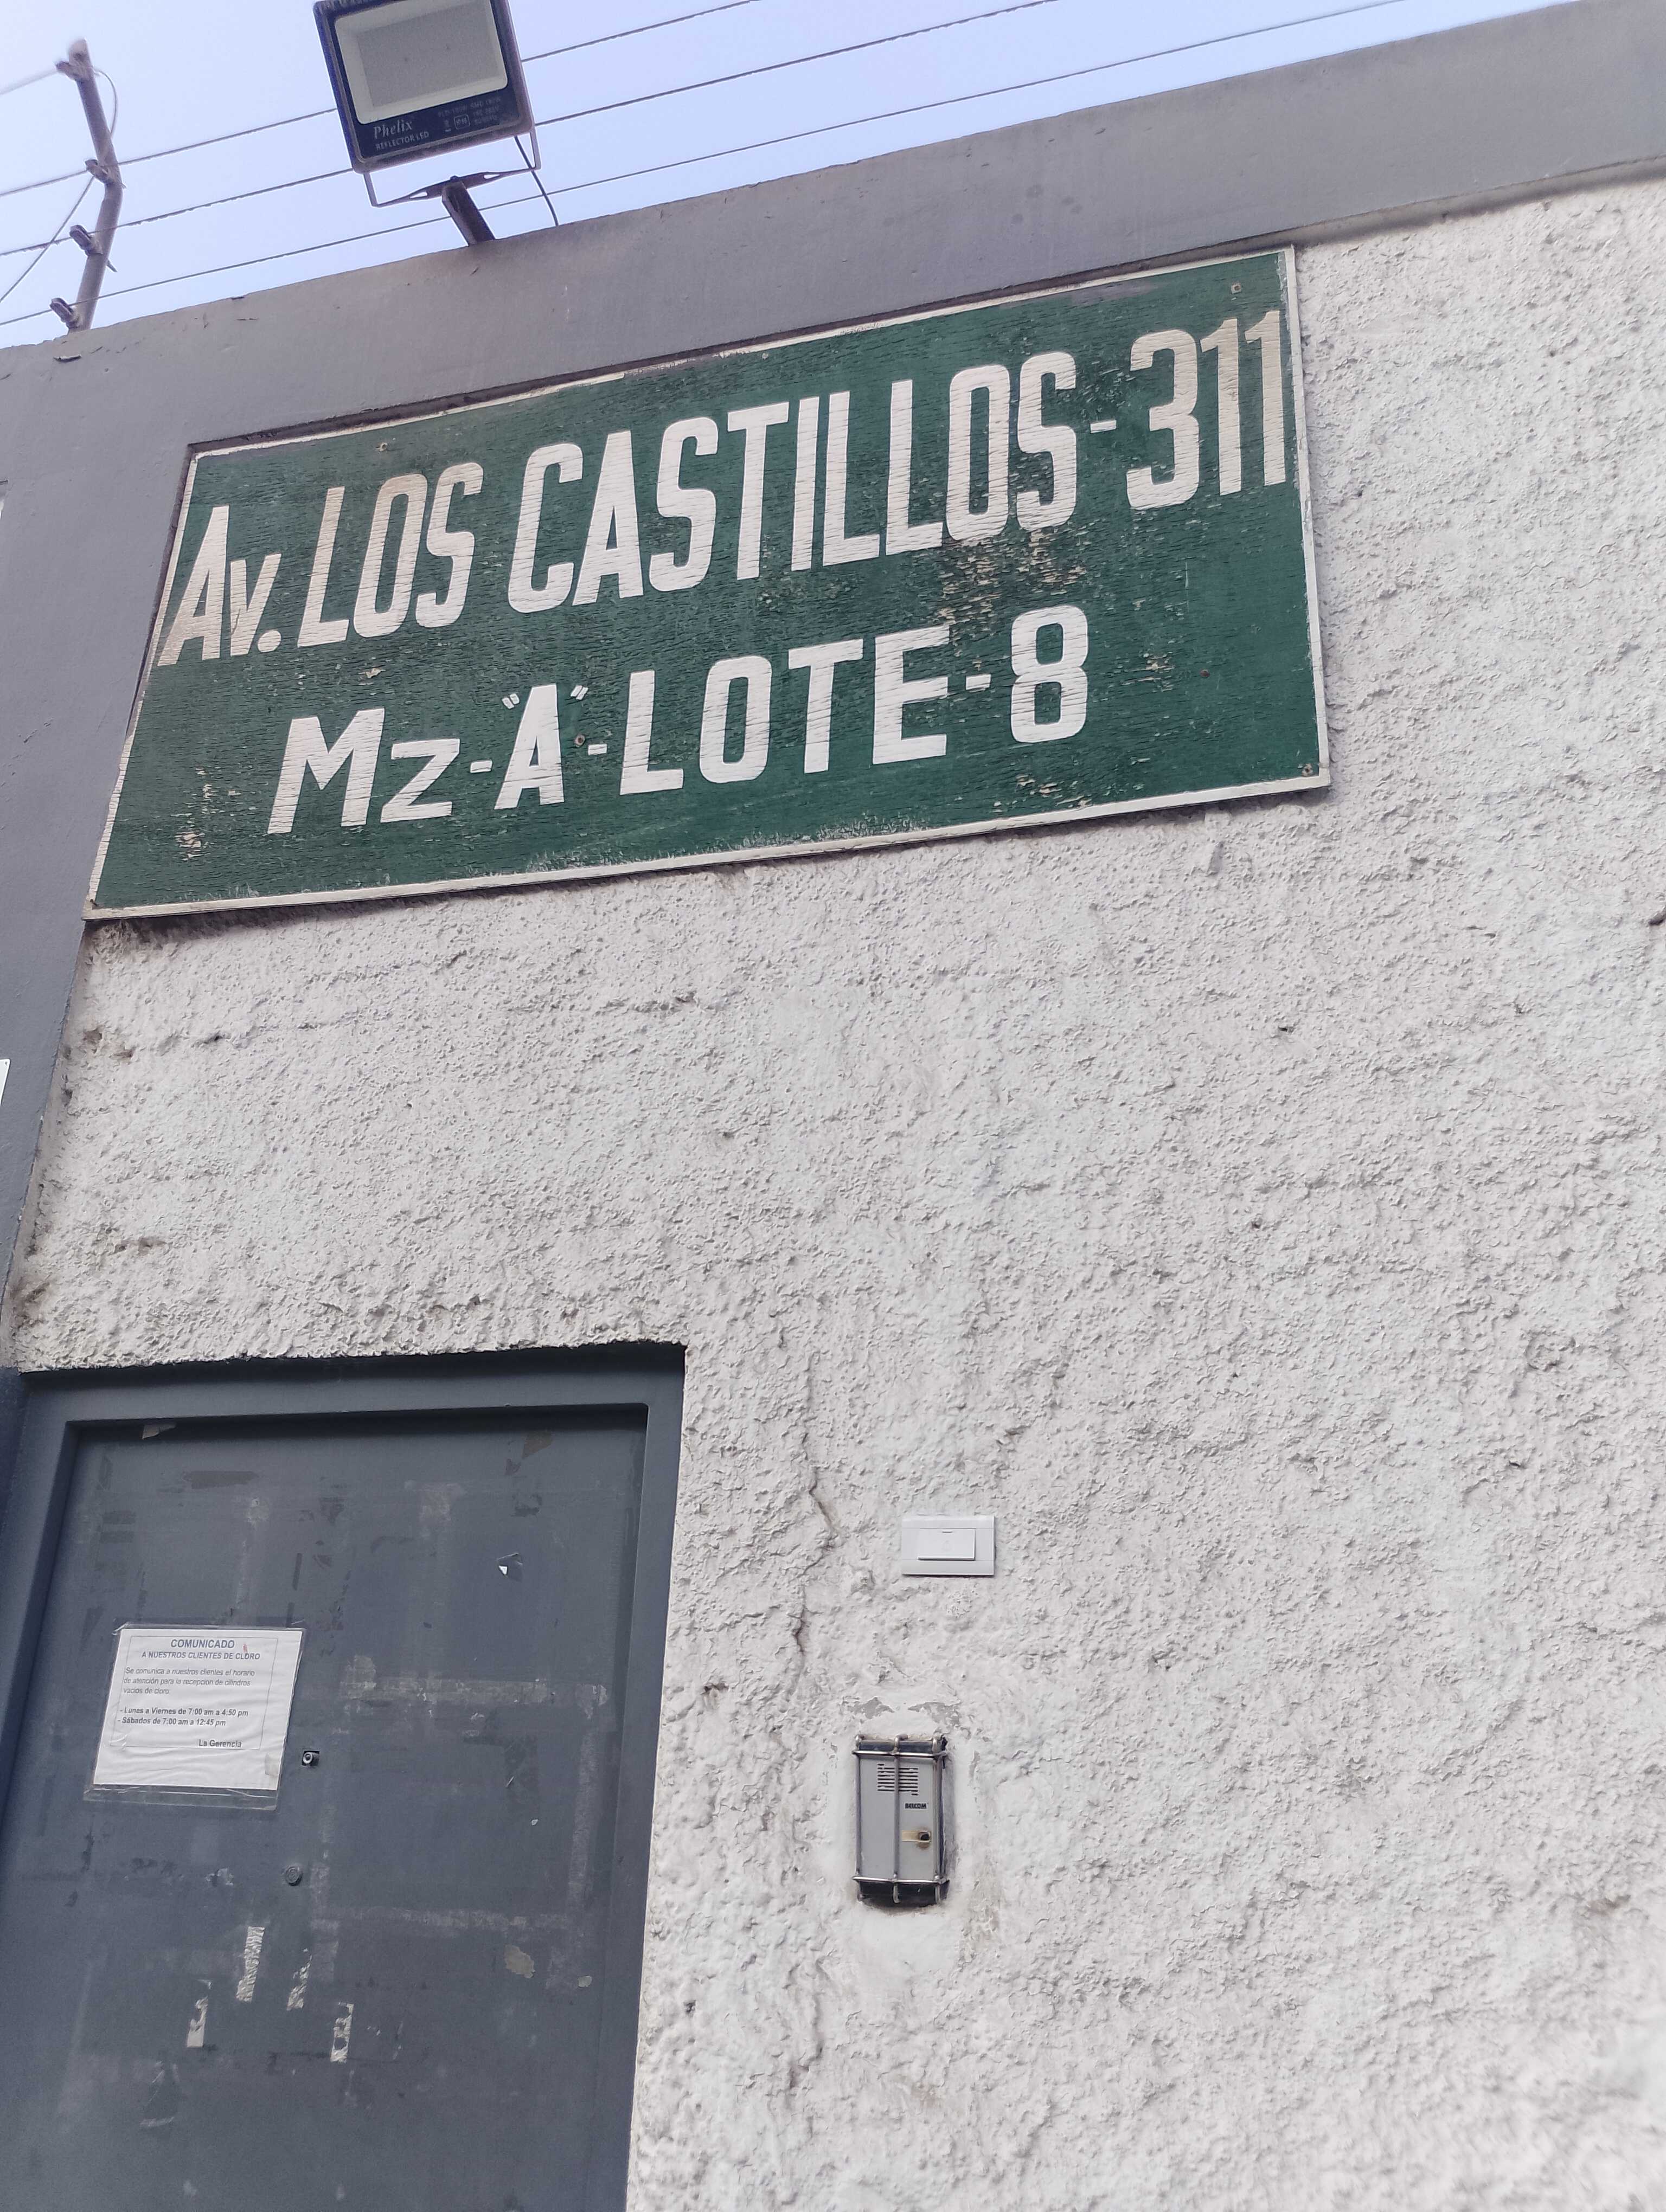 Phelix
REFLECTOR LED
Av. LOS CASTILLOS-311
Mz-"A"-LOTE-8
COMUNICADO
A NUESTROS CLIENTES DE CLORO
Se comunica a nuestros clientes el horario
de atención para la recepcion de cilindros
vacios de cloro
- Lunes a Viernes de 7:00 am a 4:50 pm
- Sábados de 7:00 am a 12:45 pm
La Gerencia